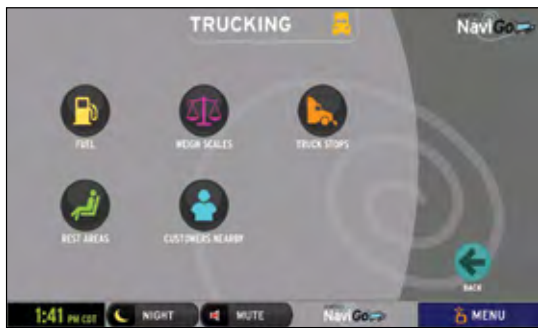 TRUCKING
NaviGo
FUEL
WEIGH SCALES
TRUCK STOPS
REST AREAS
CUSTOMERS NEARBY
BACK
1:41 PM CDT
NIGHT
MUTE
NaviGo
MENU